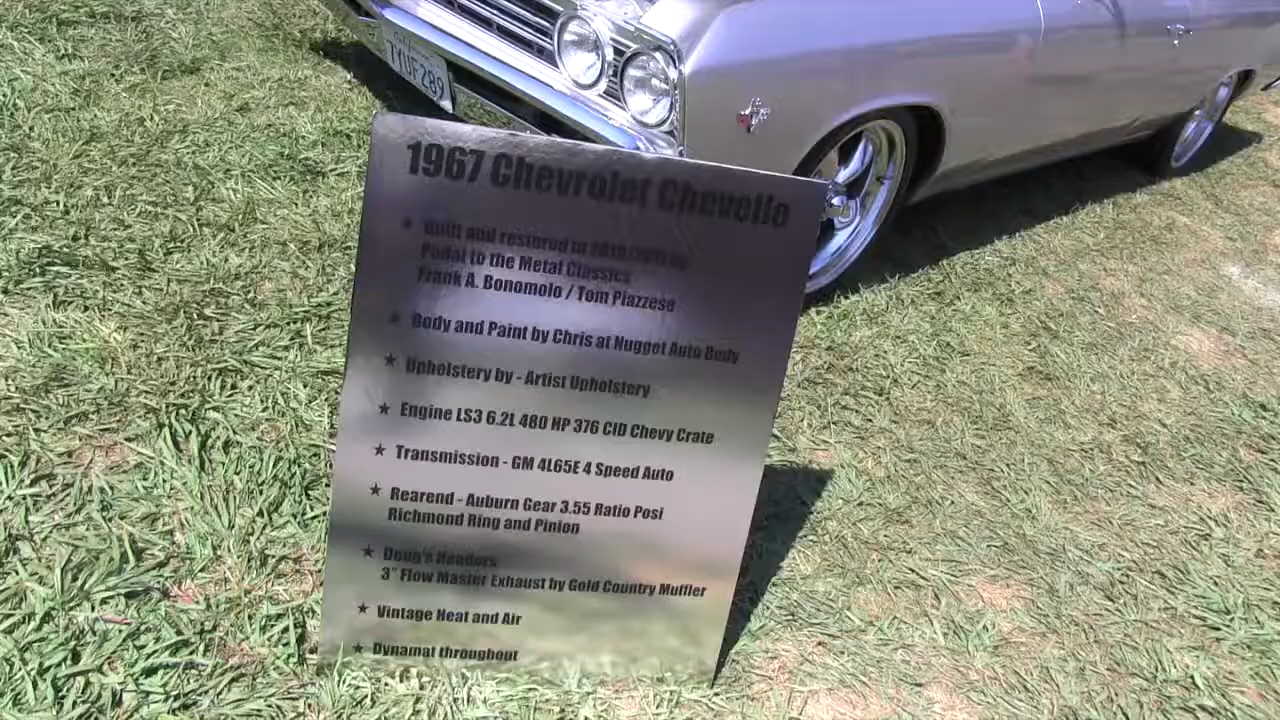 California
7YUF289
1967 Chevrolet Chevelle
Built and restored in by
Pedal to the Metal Classics
Frank A. Bonomolo / Tom Piazzese
Body and Paint by Chris at Nugget Auto Body
★ Upholstery by - Artist Upholstery
★ Engine LS3 6.2L 480 HP 376 CID Chevy Crate
★ Transmission - GM 4L65E 4 Speed Auto
★ Rearend - Auburn Gear 3.55 Ratio Posi
Richmond Ring and Pinion
★ Doug's Headers
3" Flow Master Exhaust by Gold Country Muffler
★ Vintage Heat and Air
★ Dynamat throughout